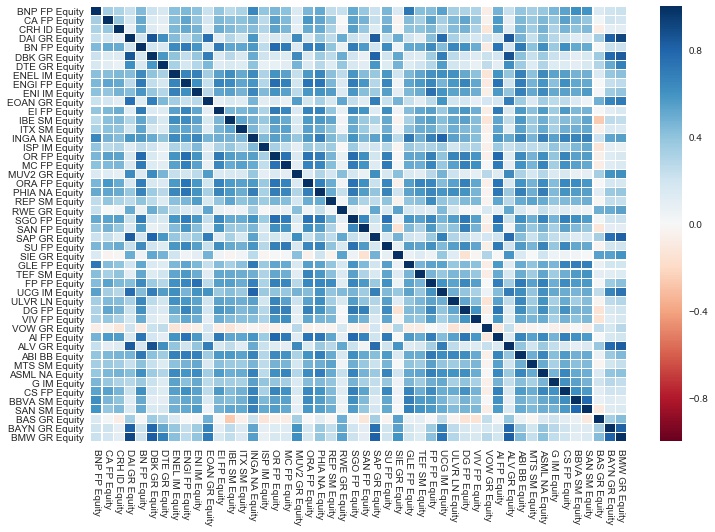 BNP FP Equity
CA FP Equity
CRH ID Equity
DAI GR Equity
BN FP Equity
DBK GR Equity
DTE GR Equity
ENEL IM Equity
ENGI FP Equity
ENI IM Equity
EOAN GR Equity
EI FP Equity
IBE SM Equity
ITX SM Equity
INGA NA Equity
ISP IM Equity
OR FP Equity
MC FP Equity
MUV2 GR Equity
ORA FP Equity
PHIA NA Equity
REP SM Equity
RWE GR Equity
SGO FP Equity
SAN FP Equity
SAP GR Equity
SU FP Equity
SIE GR Equity
GLE FP Equity
TEF SM Equity
FP FP Equity
UCG IM Equity
ULVR LN Equity
DG FP Equity
VIV FP Equity
VOW GR Equity
AI FP Equity
ALV GR Equity
ABI BB Equity
MTS SM Equity
ASML NA Equity
G IM Equity
CS FP Equity
BBVA SM Equity
SAN SM Equity
BAS GR Equity
BAYN GR Equity
BMW GR Equity
BNP FP Equity
CA FP Equity
CRH ID Equity
DAI GR Equity
BN FP Equity
DBK GR Equity
DTE GR Equity
ENEL IM Equity
ENGI FP Equity
ENI IM Equity
EOAN GR Equity
EI FP Equity
IBE SM Equity
ITX SM Equity
INGA NA Equity
ISP IM Equity
OR FP Equity
MC FP Equity
MUV2 GR Equity
ORA FP Equity
PHIA NA Equity
REP SM Equity
RWE GR Equity
SGO FP Equity
SAN FP Equity
SAP GR Equity
SU FP Equity
SIE GR Equity
GLE FP Equity
TEF SM Equity
FP FP Equity
UCG IM Equity
ULVR LN Equity
DG FP Equity
VIV FP Equity
VOW GR Equity
AI FP Equity
ALV GR Equity
ABI BB Equity
MTS SM Equity
ASML NA Equity
G IM Equity
CS FP Equity
BBVA SM Equity
SAN SM Equity
BAS GR Equity
BAYN GR Equity
BMW GR Equity
0.8
0.4
0.0
−0.4
−0.8